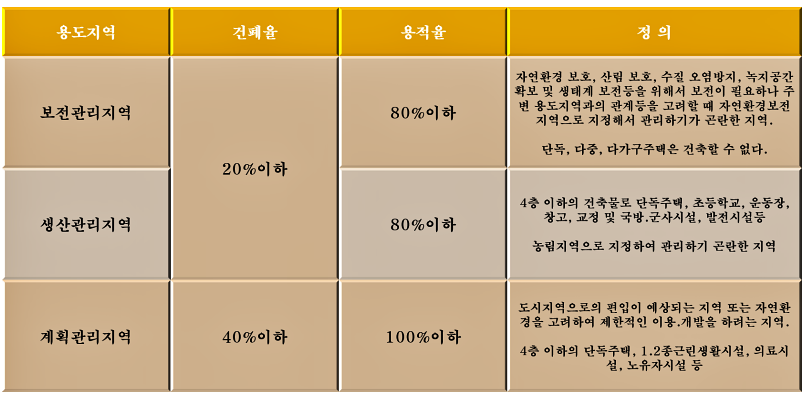 용도지역 건폐율 용적율 정 의
보전관리지역
20%이하
80%이하
자연환경 보호, 산림 보호, 수질 오염방지, 녹지공간
확보 및 생태계 보전등을 위해서 보전이 필요하나 주
변 용도지역과의 관계등을 고려할 때 자연환경보전
지역으로 지정해서 관리하기가 곤란한 지역.
단독, 다중, 다가구주택은 건축할 수 없다.
생산관리지역
80%이하
4층 이하의 건축물로 단독주택, 초등학교, 운동장,
창고, 교정 및 국방.군사시설, 발전시설등
농림지역으로 지정하여 관리하기 곤란한 지역
계획관리지역
40%이하
100%이하
도시지역으로의 편입이 예상되는 지역 또는 자연환
경을 고려하여 제한적인 이용.개발을 하려는 지역.
4층 이하의 단독주택, 1.2종근린생활시설, 의료시
설, 노유자시설 등